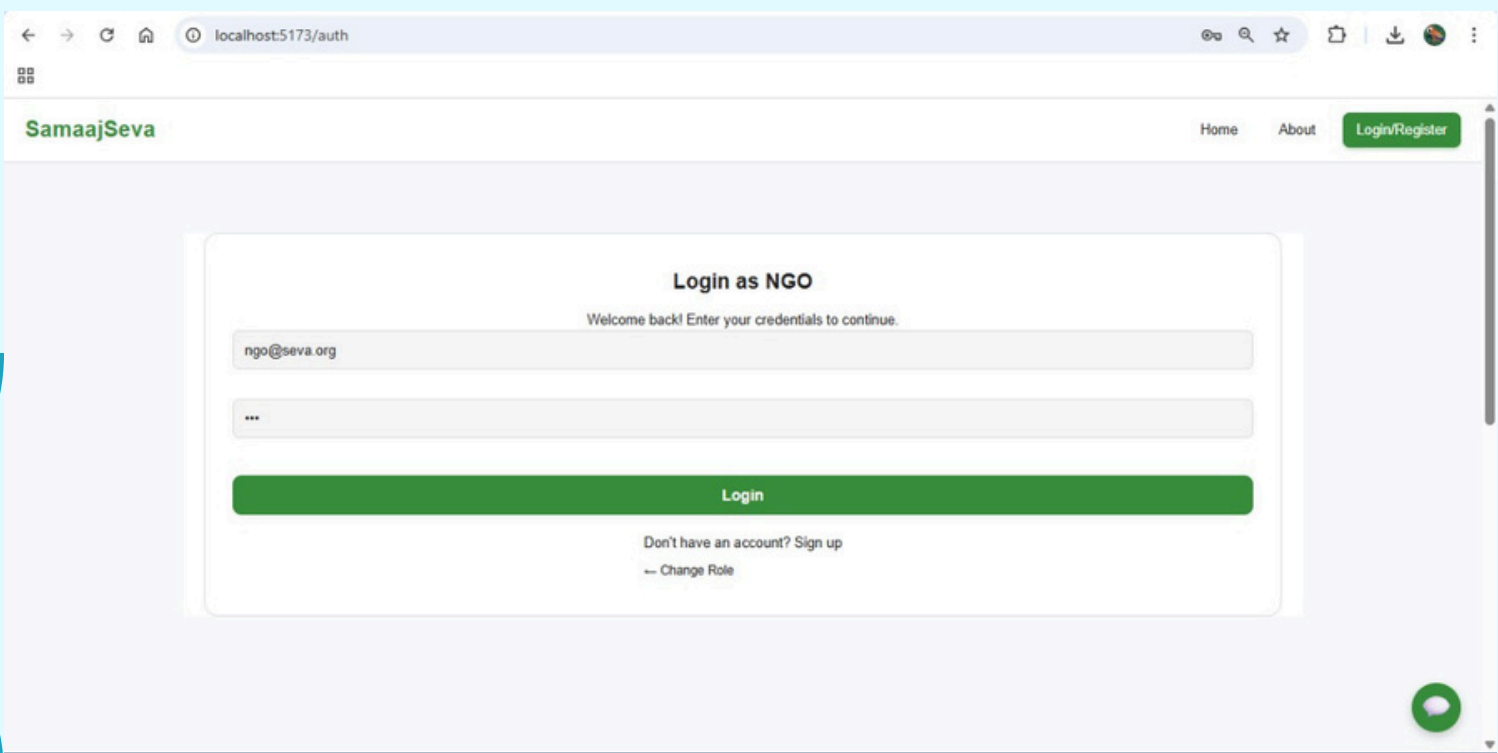 localhost:5173/auth
SamaajSeva
Home About Login/Register
Login as NGO
Welcome back! Enter your credentials to continue.
ngo@seva.org
•••
Login
Don't have an account? Sign up
← Change Role